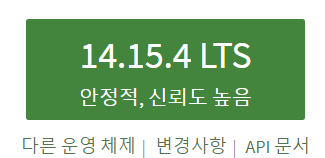 14.15.4 LTS
안정적, 신뢰도 높음
다른 운영 체제 | 변경사항 | API 문서